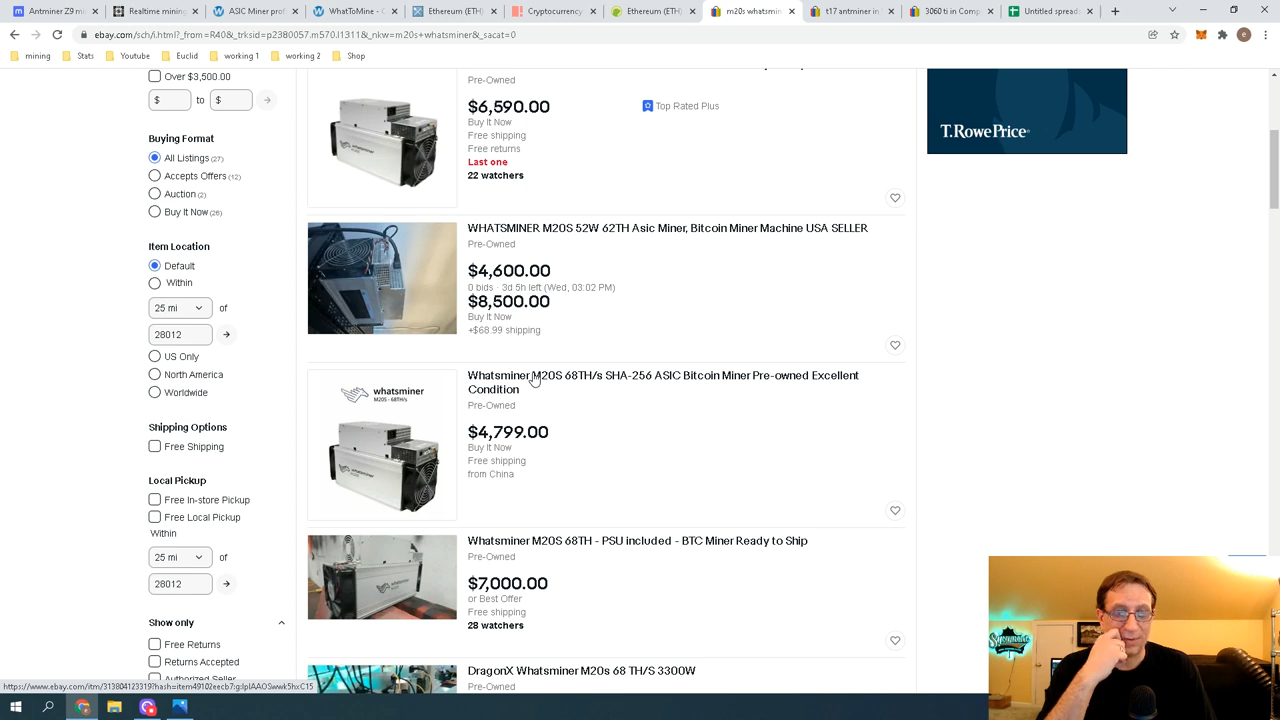 Antminer Z9 mi
ASIC Miner prof
WhatToMine - C
Ethereum (ETH)
Cryptocurrency
Ethereum (ETH)
m20s whatsmin
t17 antminer in
3060 ti in Comp
Untitled spreads
ebay.com/sch/i.html?_from=R40&_trksid=p2380057.m570.l1311&_nkw=m20s+whatsminer&_sacat=0
mining
Stats
Youtube
Euclid
working 1
working 2
Shop
Over $3,500.00
$ to $
Buying Format
All Listings (27)
Accepts Offers (12)
Auction (2)
Buy It Now (26)
Item Location
Default
Within
25 mi of
28012
US Only
North America
Worldwide
Shipping Options
Free Shipping
Local Pickup
Free In-store Pickup
Free Local Pickup
Within
25 mi of
28012
Show only
Free Returns
Returns Accepted
Authorized Seller
Pre-Owned
$6,590.00
Top Rated Plus
Buy It Now
Free shipping
Free returns
Last one
22 watchers
WHATSMINER M20S 52W 62TH Asic Miner, Bitcoin Miner Machine USA SELLER
Pre-Owned
$4,600.00
0 bids · 3d 5h left (Wed, 03:02 PM)
$8,500.00
Buy It Now
+$68.99 shipping
whatsminer
M20S - 68TH/s
Whatsminer M20S 68TH/s SHA-256 ASIC Bitcoin Miner Pre-owned Excellent
Condition
Pre-Owned
$4,799.00
Buy It Now
Free shipping
from China
Whatsminer M20S 68TH - PSU included - BTC Miner Ready to Ship
Pre-Owned
$7,000.00
or Best Offer
Free shipping
28 watchers
DragonX Whatsminer M20s 68 TH/S 3300W
Pre-Owned
T.RowePrice